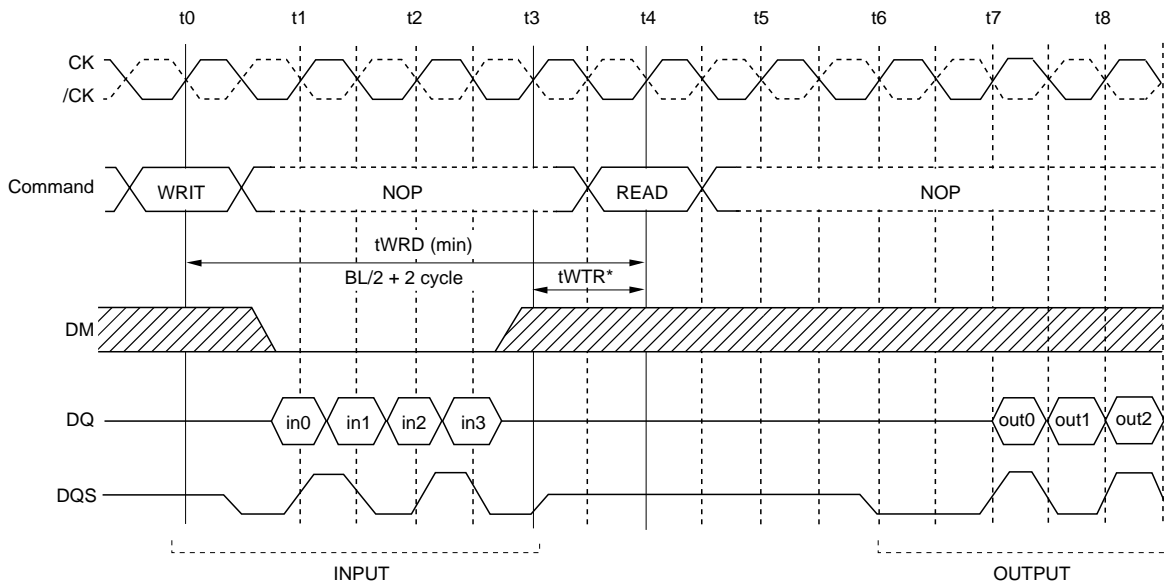 t0 t1 t2 t3 t4 t5 t6 t7 t8
CK
/CK
Command WRIT NOP READ NOP
tWRD (min)
BL/2 + 2 cycle tWTR*
DM
DQ in0 in1 in2 in3 out0 out1 out2
DQS
INPUT OUTPUT